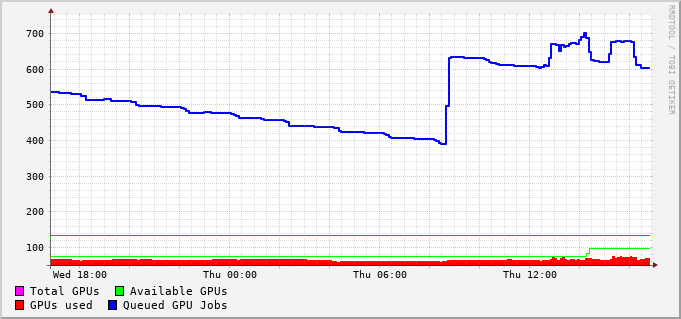 RRDTOOL / TOBI OETIKER
700
600
500
400
300
200
100
Wed 18:00 Thu 00:00 Thu 06:00 Thu 12:00
Total GPUs Available GPUs
GPUs used Queued GPU Jobs